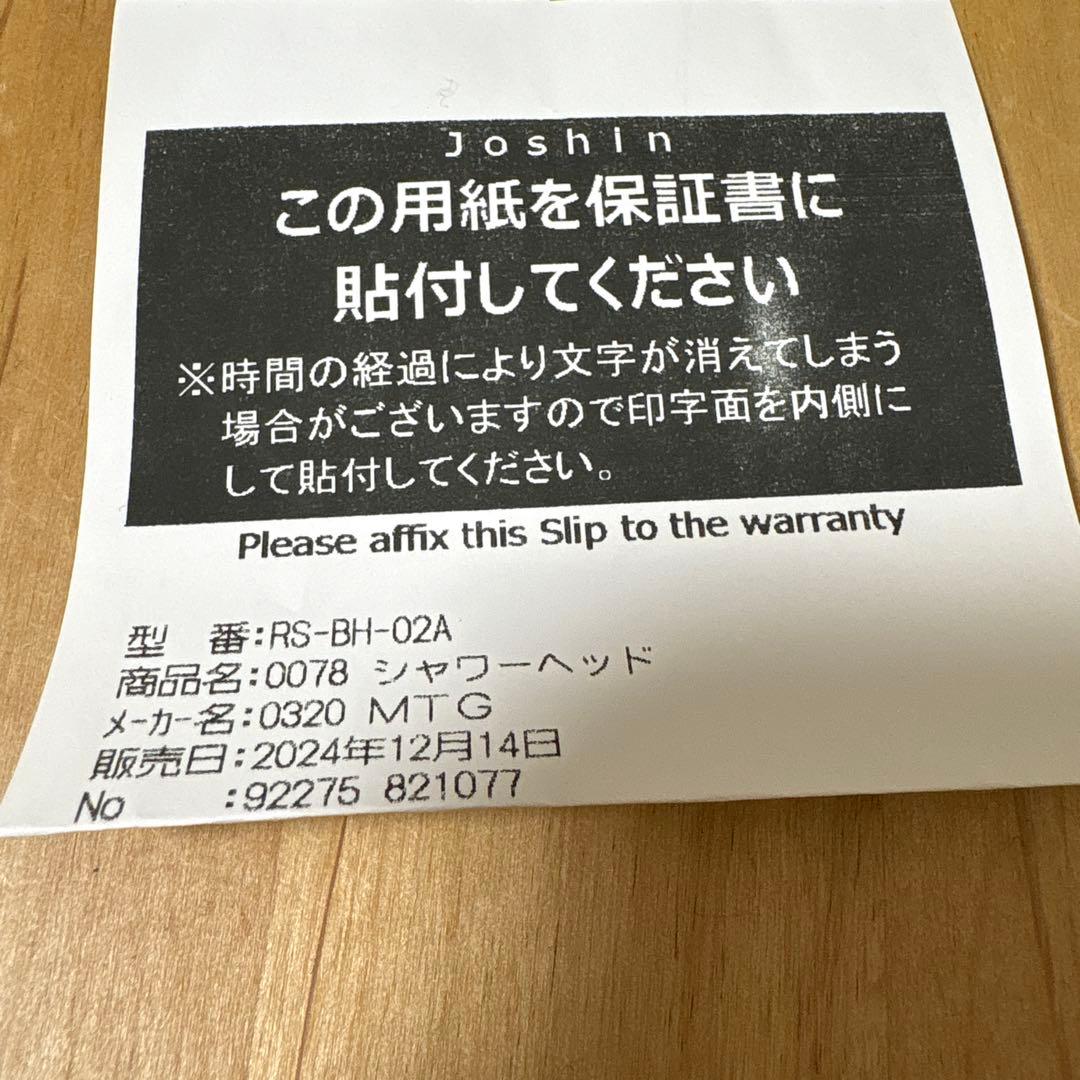 Joshin
この用紙を保証書に
貼付してください
※時間の経過により文字が消えてしまう
場合がございますので印字面を内側に
して貼付してください。
Please affix this Slip to the warranty
型　番:RS-BH-02A
商品名:0078 シャワーヘッド
メーカー名:0320 ＭＴＧ
販売日:2024年12月14日
No　　:92275 821077